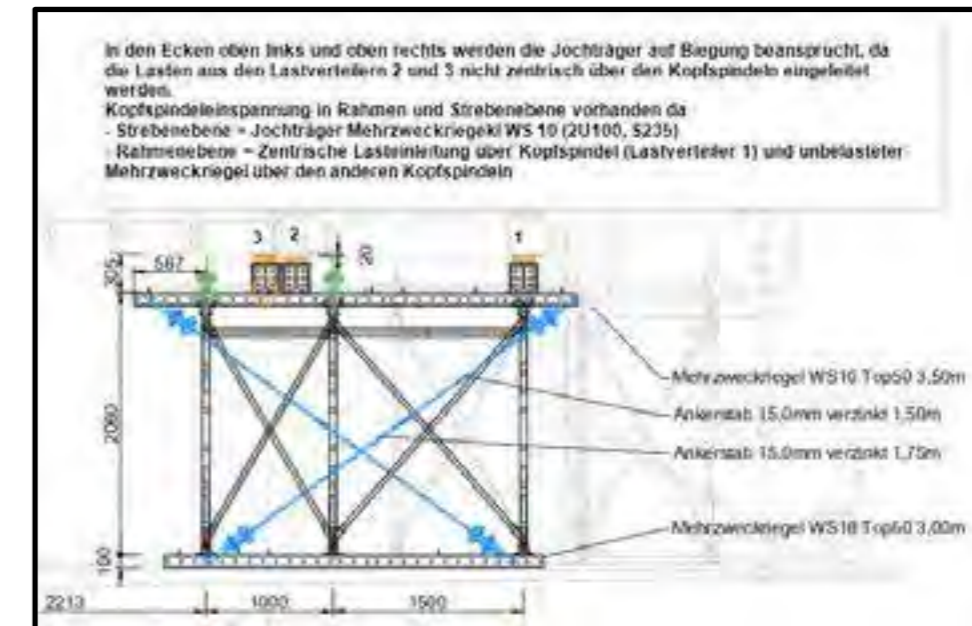 In den Ecken oben links und oben rechts werden die Jochträger auf Biegung beansprucht, da
die Lasten aus den Lastverteilern 2 und 3 nicht zentrisch über den Kopfspindeln eingeleitet
werden.
Kopfspindeleinspannung in Rahmen und Strebenebene vorhanden da
- Strebenebene = Jochträger Mehrzweckriegekl WS 10 (2U100, S235)
- Rahmenebene = Zentrische Lasteinleitung über Kopfspindel (Lastverteiler 1) und unbelasteter
Mehrzweckriegel über den anderen Kopfspindeln
3 2 1
20
587
305
Mehrzweckriegel WS10 Top50 3,50m
Ankerstab 15,0mm verzinkt 1,50m
2060
Ankerstab 15,0mm verzinkt 1,75m
Mehrzweckriegel WS10 Top50 3,00m
100
2213 1000 1500